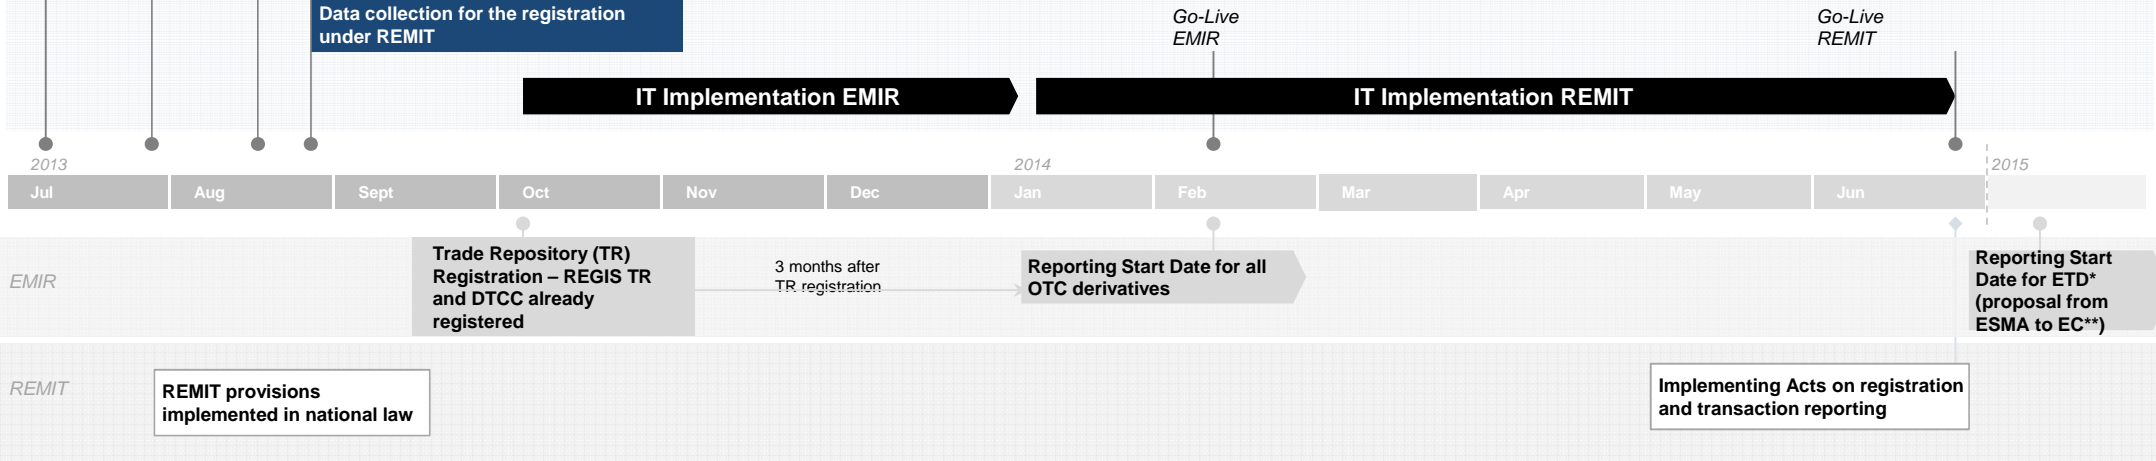 Data collection for the registration
under REMIT
Go-Live
EMIR
Go-Live
REMIT
IT Implementation EMIR
IT Implementation REMIT
2013
2014
2015
Jul
Aug
Sept
Oct
Nov
Dec
Jan
Feb
Mar
Apr
May
Jun
EMIR
Trade Repository (TR)
Registration – REGIS TR
and DTCC already
registered
3 months after
TR registration
Reporting Start Date for all
OTC derivatives
Reporting Start
Date for ETD*
(proposal from
ESMA to EC**)
REMIT
REMIT provisions
implemented in national law
Implementing Acts on registration
and transaction reporting